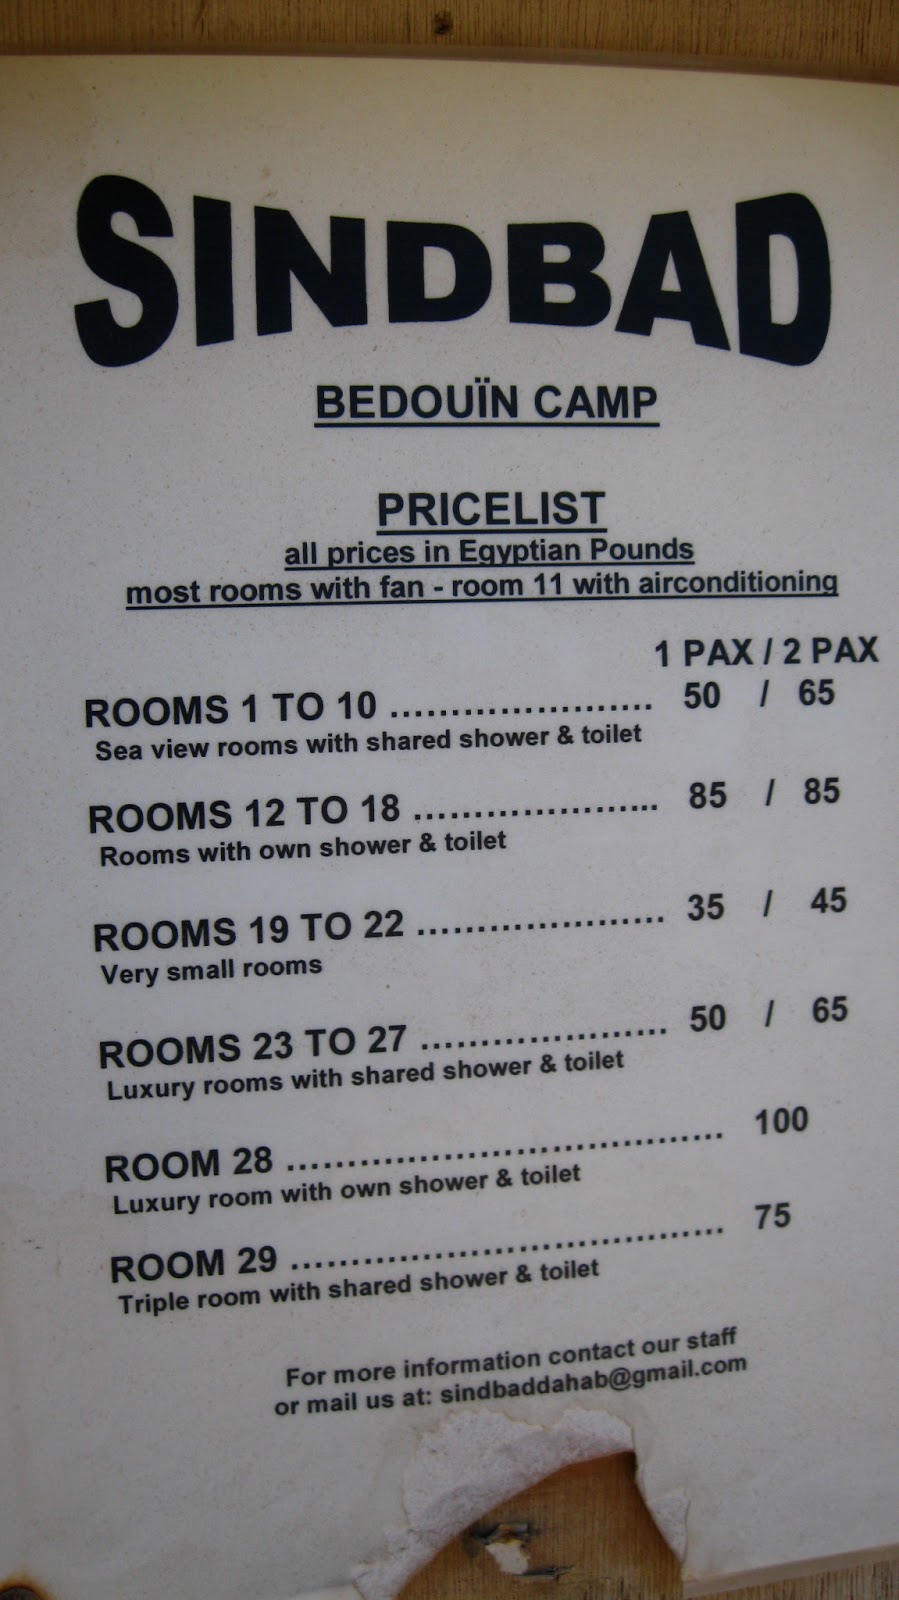 SINDBAD
BEDOUÏN CAMP
PRICELIST
all prices in Egyptian Pounds
most rooms with fan - room 11 with airconditioning
1 PAX / 2 PAX
ROOMS 1 TO 10 ...................... 50 / 65
Sea view rooms with shared shower & toilet
ROOMS 12 TO 18 .................... 85 / 85
Rooms with own shower & toilet
ROOMS 19 TO 22 .................... 35 / 45
Very small rooms
ROOMS 23 TO 27 .................... 50 / 65
Luxury rooms with shared shower & toilet
ROOM 28 .................................... 100
Luxury room with own shower & toilet
ROOM 29 .................................... 75
Triple room with shared shower & toilet
For more information contact our staff
or mail us at: sindbaddahab@gmail.com